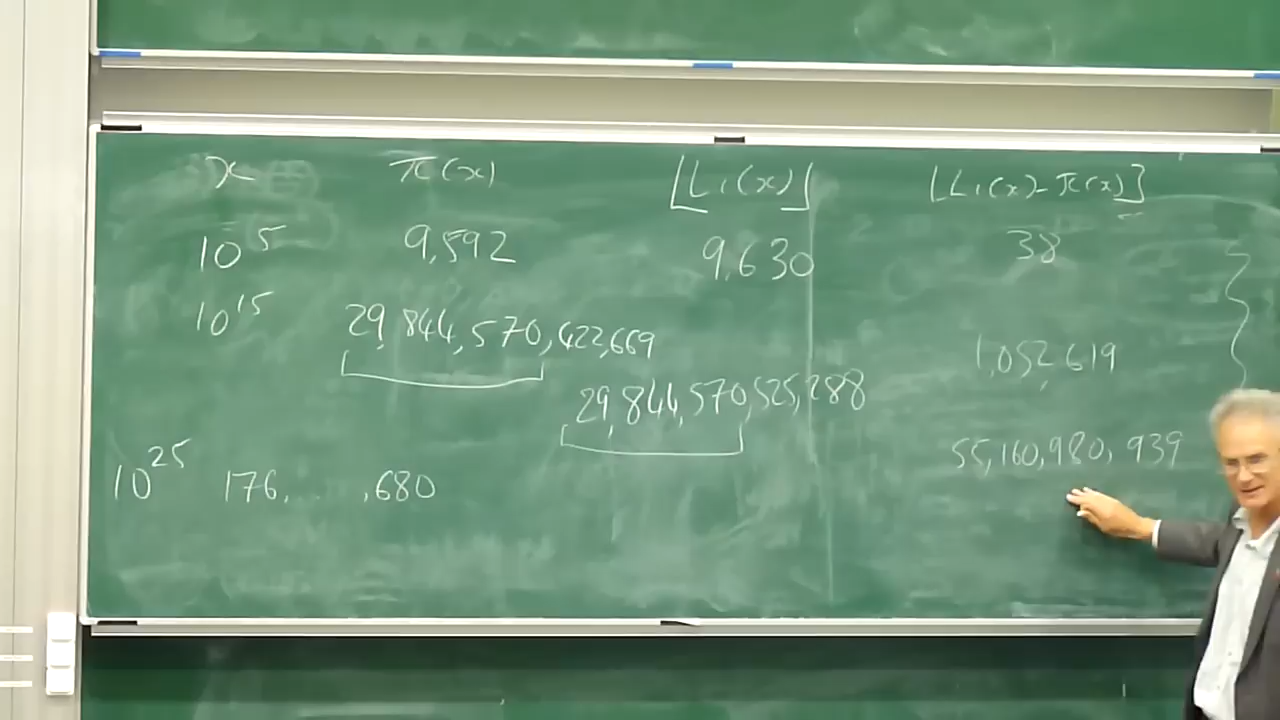 x π(x) ⌊Li(x)⌋ ⌊Li(x)-π(x)⌋
10^5 9,592 9,630 38
10^15 29,844,570,422,669 1,052,619
29,844,570,525,288
10^25 176, . . . ,680 55,160,980,939